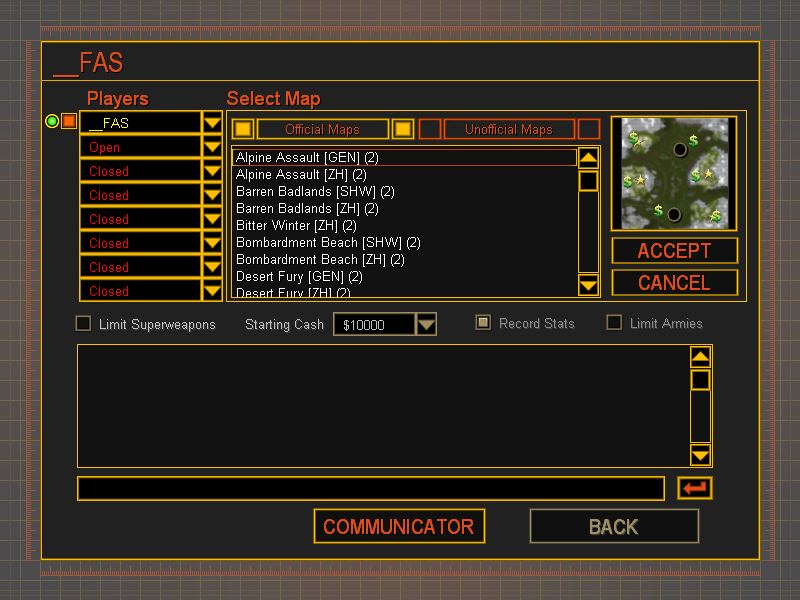 __FAS
Players
Select Map
__FAS
Open
Closed
Closed
Closed
Closed
Closed
Closed
Official Maps
Unofficial Maps
Alpine Assault [GEN] (2)
Alpine Assault [ZH] (2)
Barren Badlands [SHW] (2)
Barren Badlands [ZH] (2)
Bitter Winter [ZH] (2)
Bombardment Beach [SHW] (2)
Bombardment Beach [ZH] (2)
Desert Fury [GEN] (2)
Desert Fury [ZH] (2)
$
$
$
$
$
$
ACCEPT
CANCEL
Limit Superweapons
Starting Cash
$10000
Record Stats
Limit Armies
COMMUNICATOR
BACK